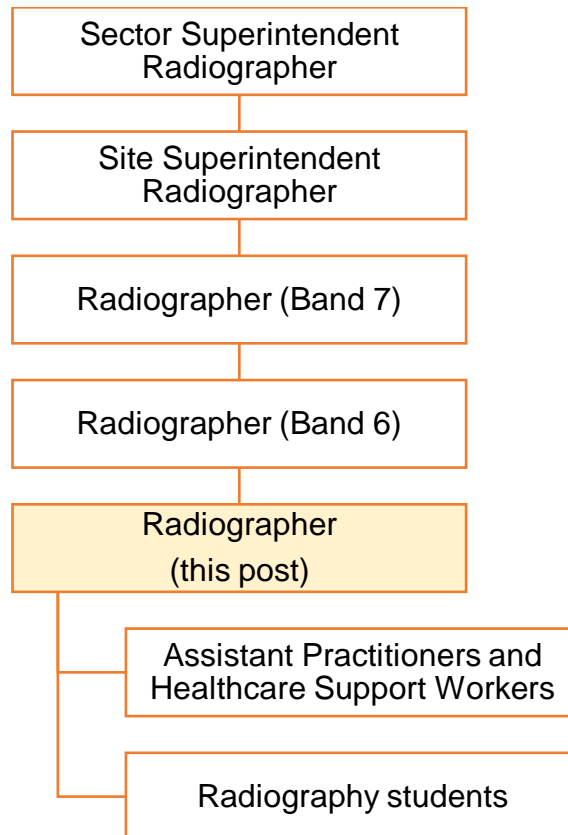 Sector Superintendent
Radiographer
Site Superintendent
Radiographer
Radiographer (Band 7)
Radiographer (Band 6)
Radiographer
(this post)
Assistant Practitioners and
Healthcare Support Workers
Radiography students